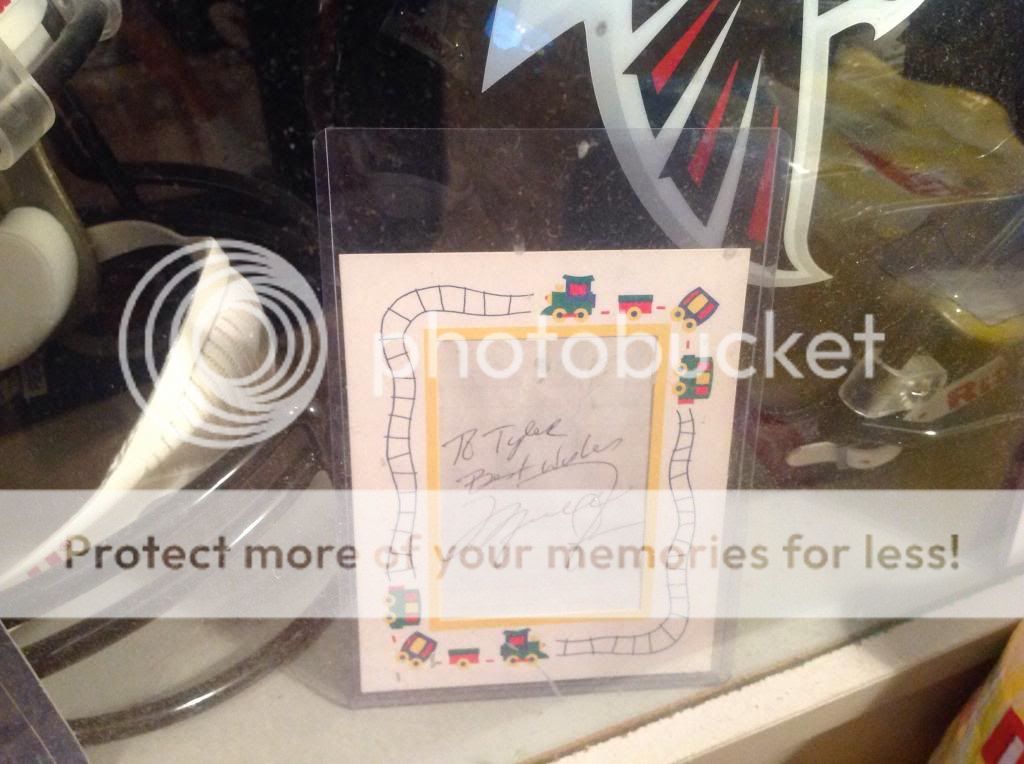 photobucket
To Tyler
Best Wishes
Protect more of your memories for less!